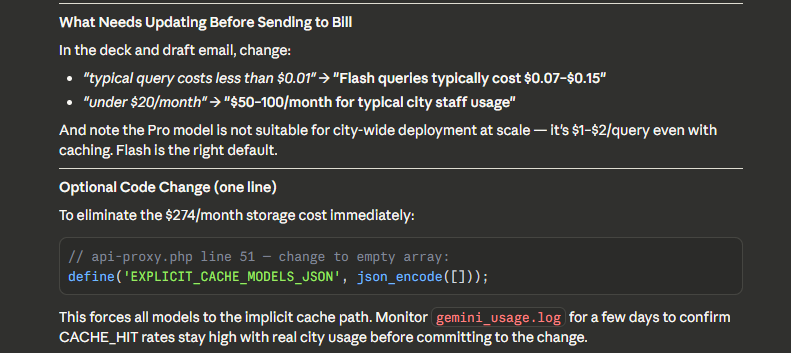 What Needs Updating Before Sending to Bill
In the deck and draft email, change:
• "typical query costs less than $0.01" → "Flash queries typically cost $0.07–$0.15"
• "under $20/month" → "$50–100/month for typical city staff usage"
And note the Pro model is not suitable for city-wide deployment at scale — it's $1–$2/query even with
caching. Flash is the right default.
Optional Code Change (one line)
To eliminate the $274/month storage cost immediately:
// api-proxy.php line 51 — change to empty array:
define('EXPLICIT_CACHE_MODELS_JSON', json_encode([]));
This forces all models to the implicit cache path. Monitor gemini_usage.log for a few days to confirm
CACHE_HIT rates stay high with real city usage before committing to the change.